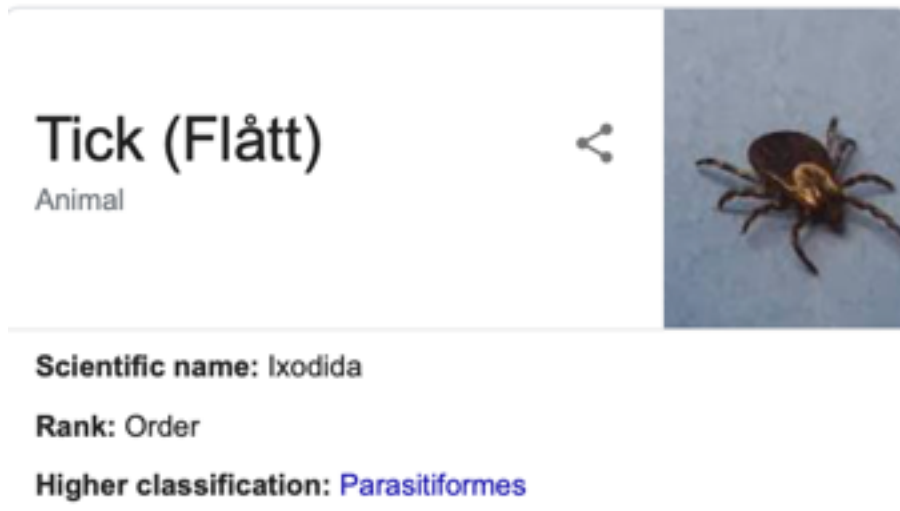 Tick (Flått)
Animal
Scientific name: Ixodida
Rank: Order
Higher classification: Parasitiformes